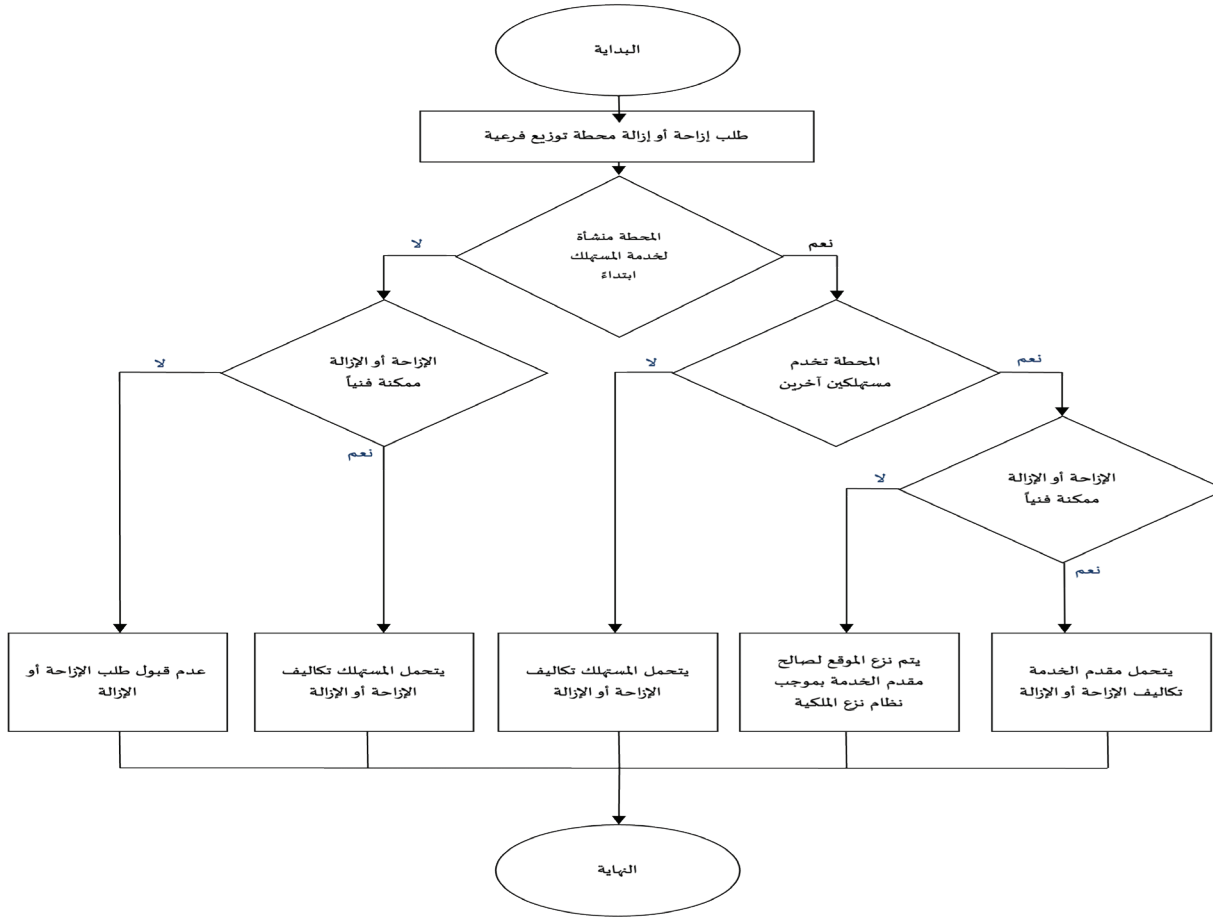 البداية
طلب إزاحة أو إزالة محطة توزيع فرعية
المحطة منشأة
لخدمة المستهلك
ابتداءً
نعم
لا
المحطة تخدم
مستهلكين آخرين
الإزاحة أو الإزالة
ممكنة فنياً
نعم
لا
لا
نعم
الإزاحة أو الإزالة
ممكنة فنياً
لا
نعم
يتحمل مقدم الخدمة
تكاليف الإزاحة أو الإزالة
يتم نزع الموقع لصالح
مقدم الخدمة بموجب
نظام نزع الملكية
يتحمل المستهلك تكاليف
الإزاحة أو الإزالة
يتحمل المستهلك تكاليف
الإزاحة أو الإزالة
عدم قبول طلب الإزاحة أو
الإزالة
النهاية